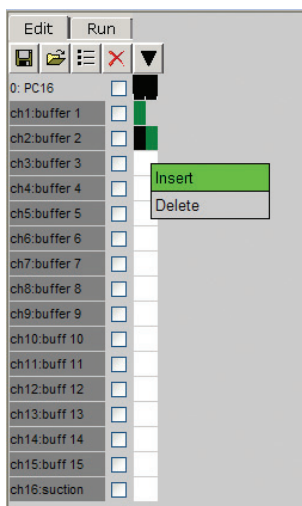 Edit Run
0: PC16
ch1:buffer 1
ch2:buffer 2
ch3:buffer 3
Insert
ch4:buffer 4
Delete
ch5:buffer 5
ch6:buffer 6
ch7:buffer 7
ch8:buffer 8
ch9:buffer 9
ch10:buff 10
ch11:buff 11
ch12:buff 12
ch13:buff 13
ch14:buff 14
ch15:buff 15
ch16:suction